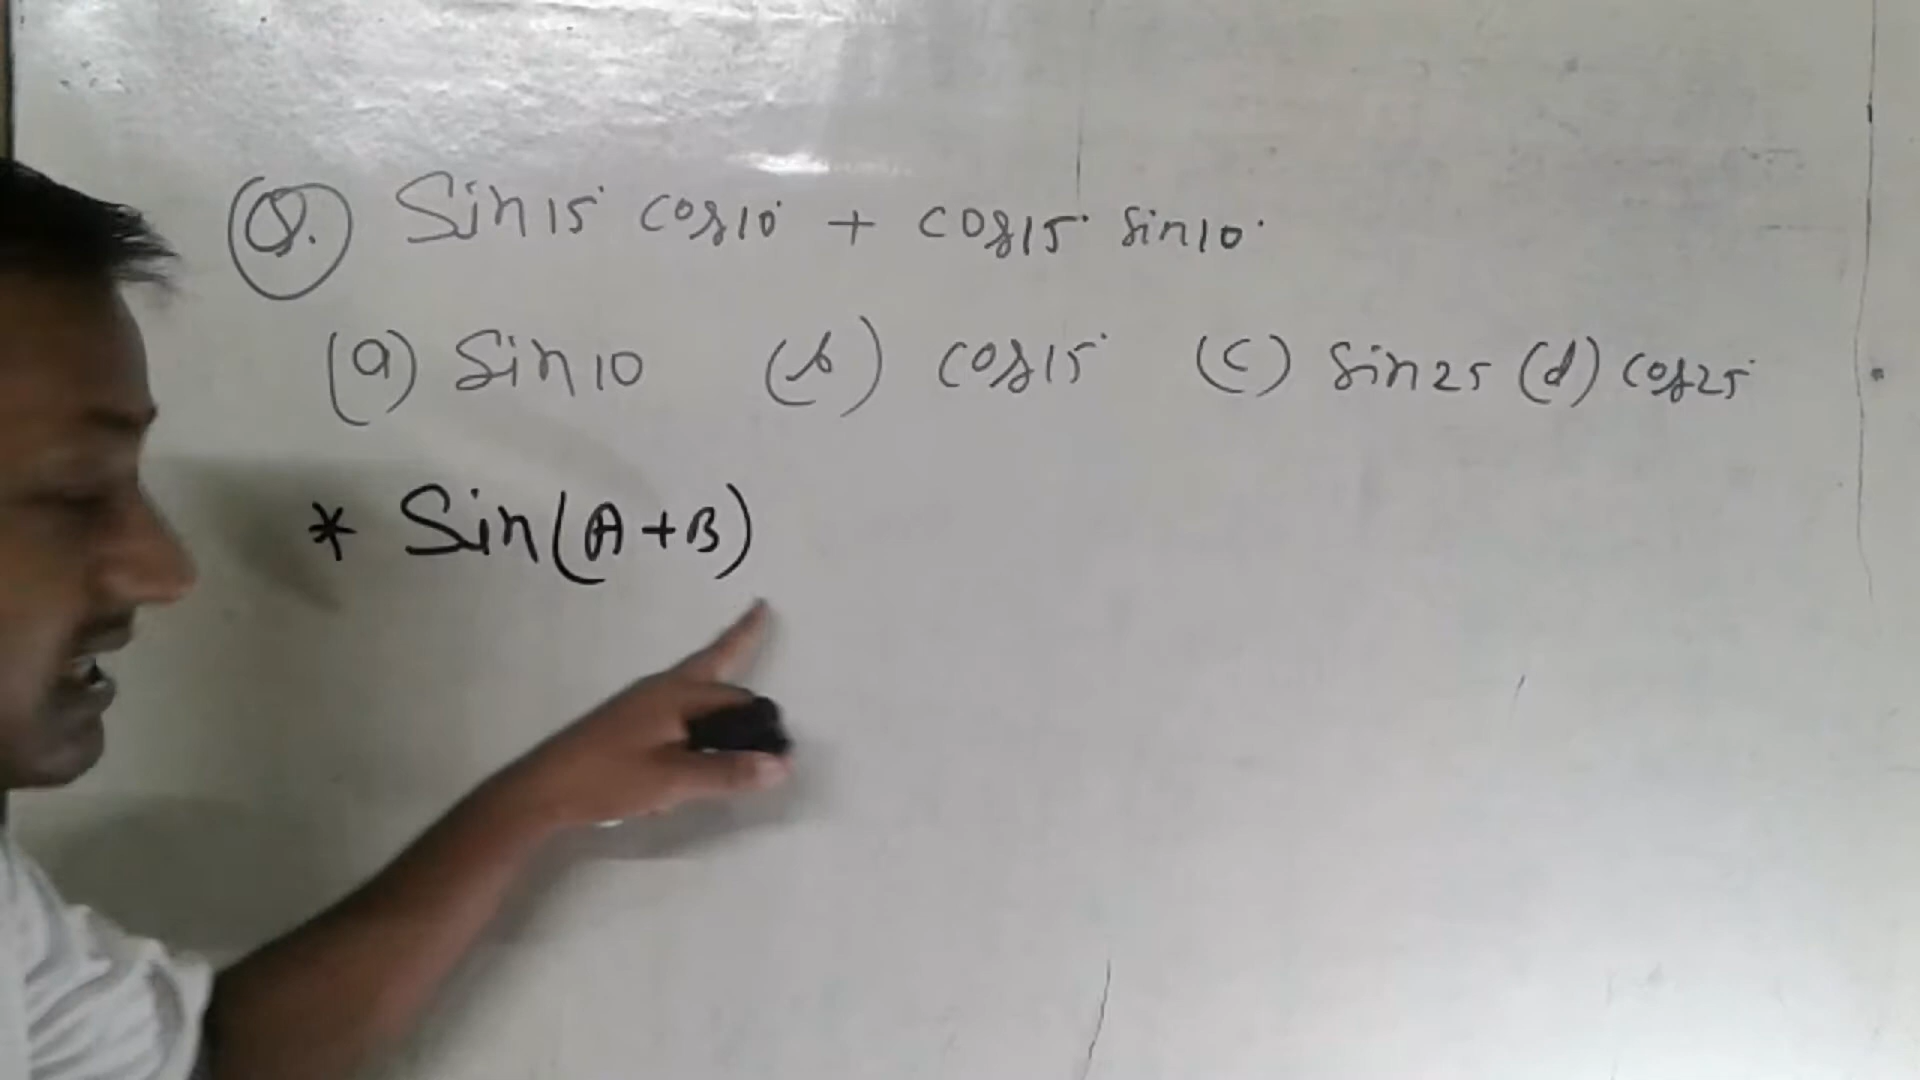 Q. Sin15° cos10° + cos15° sin10°
(a) Sin10 (b) cos15° (c) sin25 (d) cos25°
* Sin(A+B)